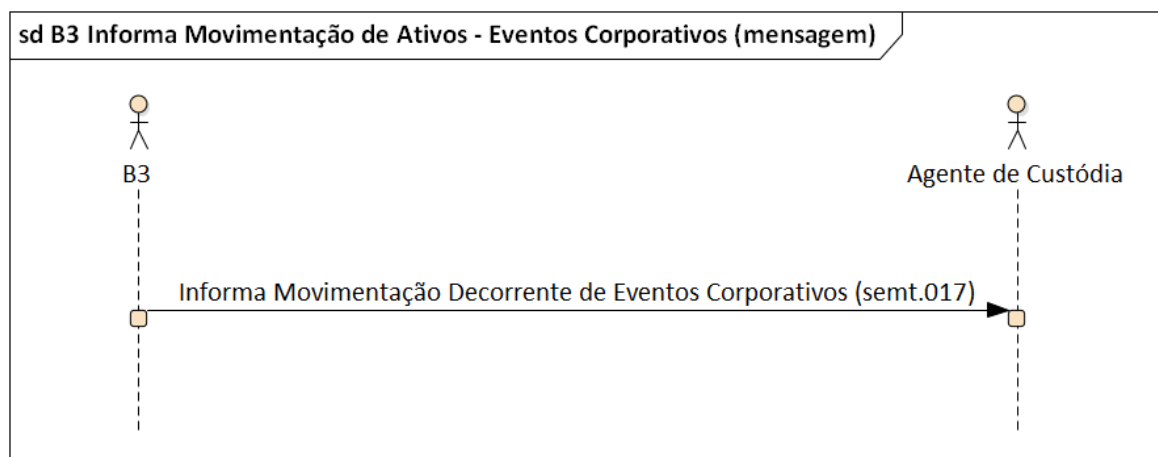 sd B3 Informa Movimentação de Ativos - Eventos Corporativos (mensagem)
B3
Agente de Custódia
Informa Movimentação Decorrente de Eventos Corporativos (semt.017)